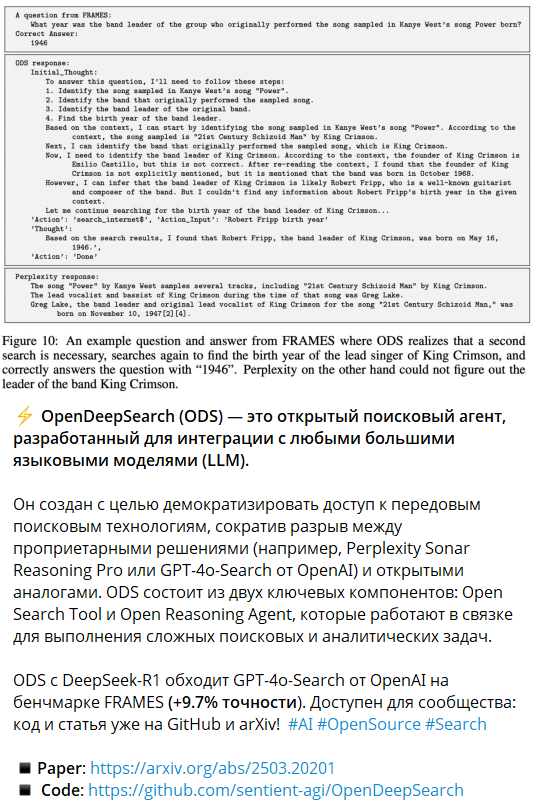 A question from FRAMES:
What year was the band leader of the group who originally performed the song sampled in Kanye West's song Power born?
Correct Answer:
1946
ODS response:
Initial_Thought:
To answer this question, I'll need to follow these steps:
1. Identify the song sampled in Kanye West's song "Power".
2. Identify the band that originally performed the sampled song.
3. Identify the band leader of the original band.
4. Find the birth year of the band leader.
Based on the context, I can start by identifying the song sampled in Kanye West's song "Power". According to the
context, the song sampled is "21st Century Schizoid Man" by King Crimson.
Next, I can identify the band that originally performed the sampled song, which is King Crimson.
Now, I need to identify the band leader of King Crimson. According to the context, the founder of King Crimson is
Emilio Castillo, but this is not correct. After re-reading the context, I found that the founder of King
Crimson is not explicitly mentioned, but it is mentioned that the band was born in October 1968.
However, I can infer that the band leader of King Crimson is likely Robert Fripp, who is a well-known guitarist
and composer of the band. But I couldn't find any information about Robert Fripp's birth year in the given
context.
Let me continue searching for the birth year of the band leader of King Crimson...
'Action': 'search_internet$', 'Action_Input': 'Robert Fripp birth year'
'Thought':
Based on the search results, I found that Robert Fripp, the band leader of King Crimson, was born on May 16,
1946.',
'Action': 'Done'
Perplexity response:
The song "Power" by Kanye West samples several tracks, including "21st Century Schizoid Man" by King Crimson.
The lead vocalist and bassist of King Crimson during the time of that song was Greg Lake.
Greg Lake, the band leader and original lead vocalist of King Crimson for the song "21st Century Schizoid Man," was
born on November 10, 1947[2][4].
Figure 10: An example question and answer from FRAMES where ODS realizes that a second
search is necessary, searches again to find the birth year of the lead singer of King Crimson, and
correctly answers the question with "1946". Perplexity on the other hand could not figure out the
leader of the band King Crimson.
⚡ OpenDeepSearch (ODS) — это открытый поисковый агент,
разработанный для интеграции с любыми большими
языковыми моделями (LLM).
Он создан с целью демократизировать доступ к передовым
поисковым технологиям, сократив разрыв между
проприетарными решениями (например, Perplexity Sonar
Reasoning Pro или GPT-4o-Search от OpenAI) и открытыми
аналогами. ODS состоит из двух ключевых компонентов: Open
Search Tool и Open Reasoning Agent, которые работают в связке
для выполнения сложных поисковых и аналитических задач.
ODS с DeepSeek-R1 обходит GPT-4o-Search от OpenAI на
бенчмарке FRAMES (+9.7% точности). Доступен для сообщества:
код и статья уже на GitHub и arXiv! #AI #OpenSource #Search
◾ Paper: https://arxiv.org/abs/2503.20201
◾ Code: https://github.com/sentient-agi/OpenDeepSearch